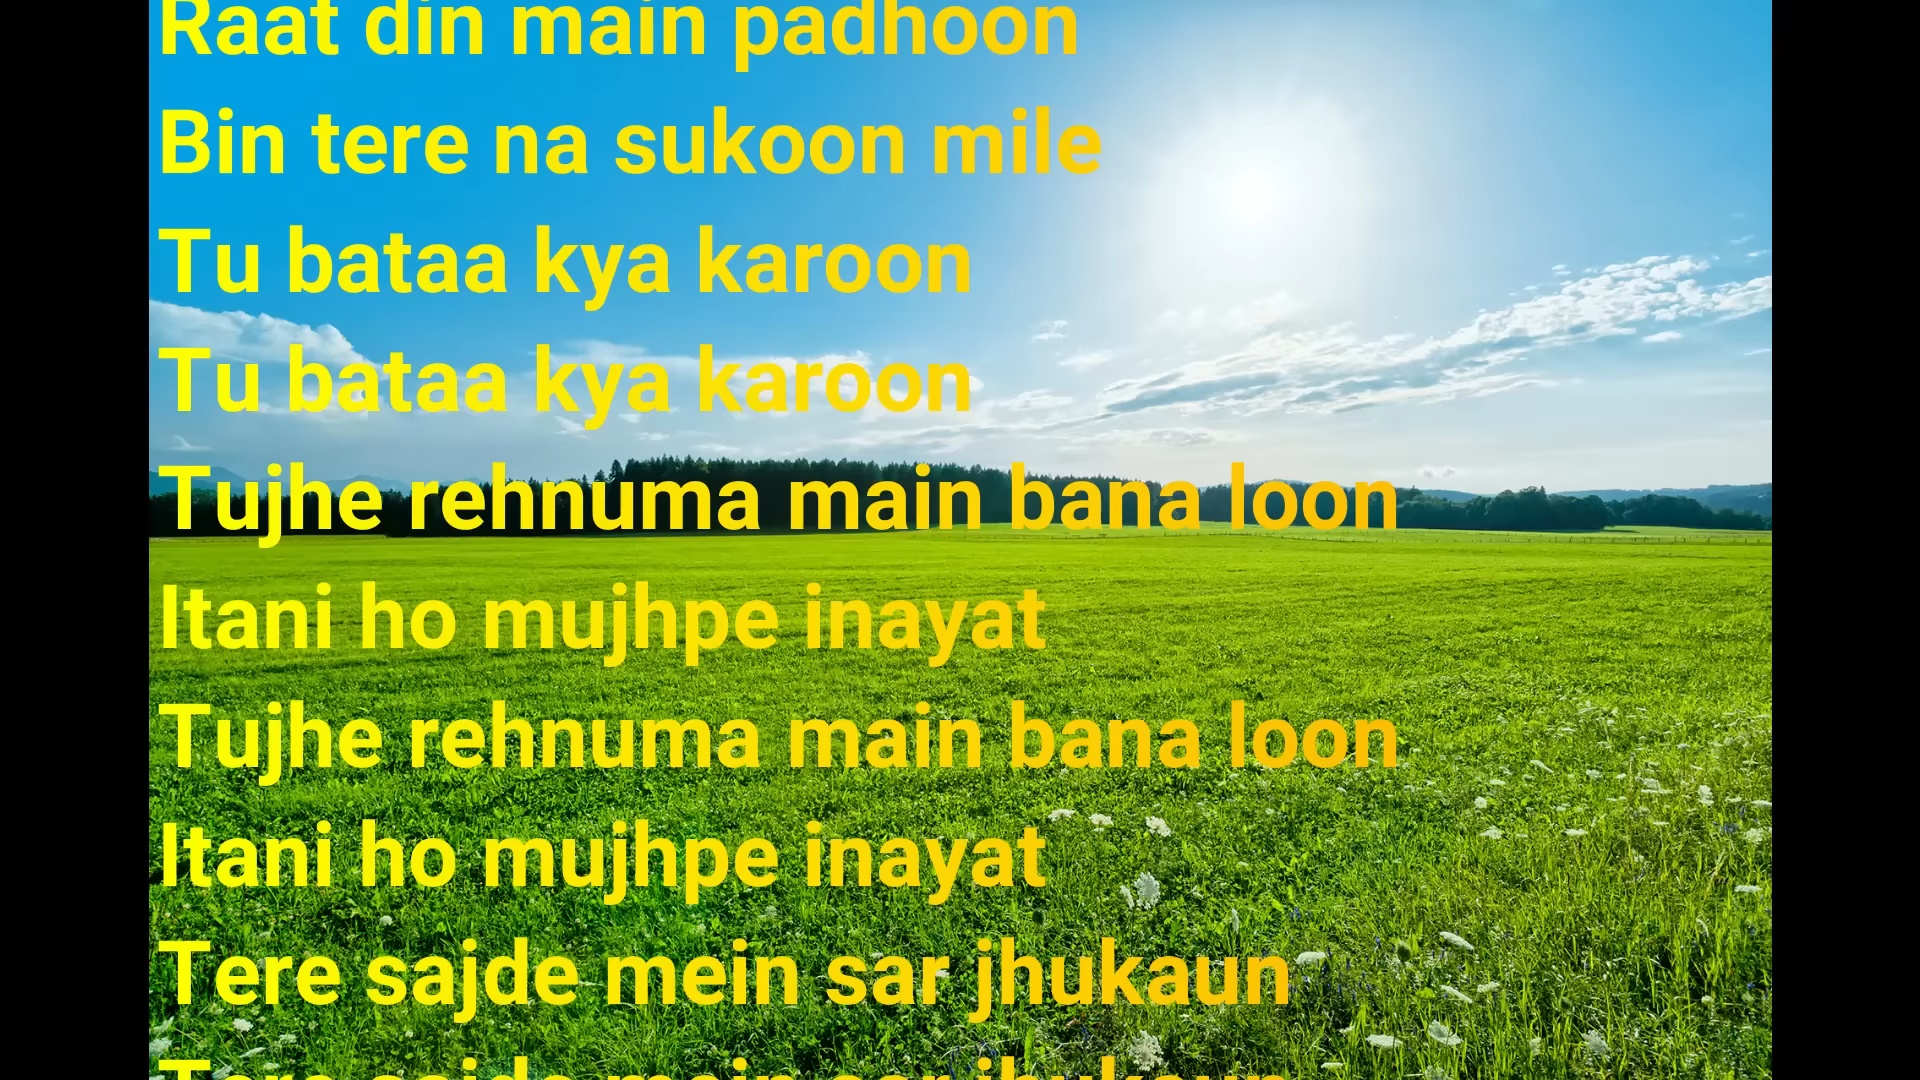 Raat din main padhoon
Bin tere na sukoon mile
Tu bataa kya karoon
Tu bataa kya karoon
Tujhe rehnuma main bana loon
Itani ho mujhpe inayat
Tujhe rehnuma main bana loon
Itani ho mujhpe inayat
Tere sajde mein sar jhukaun